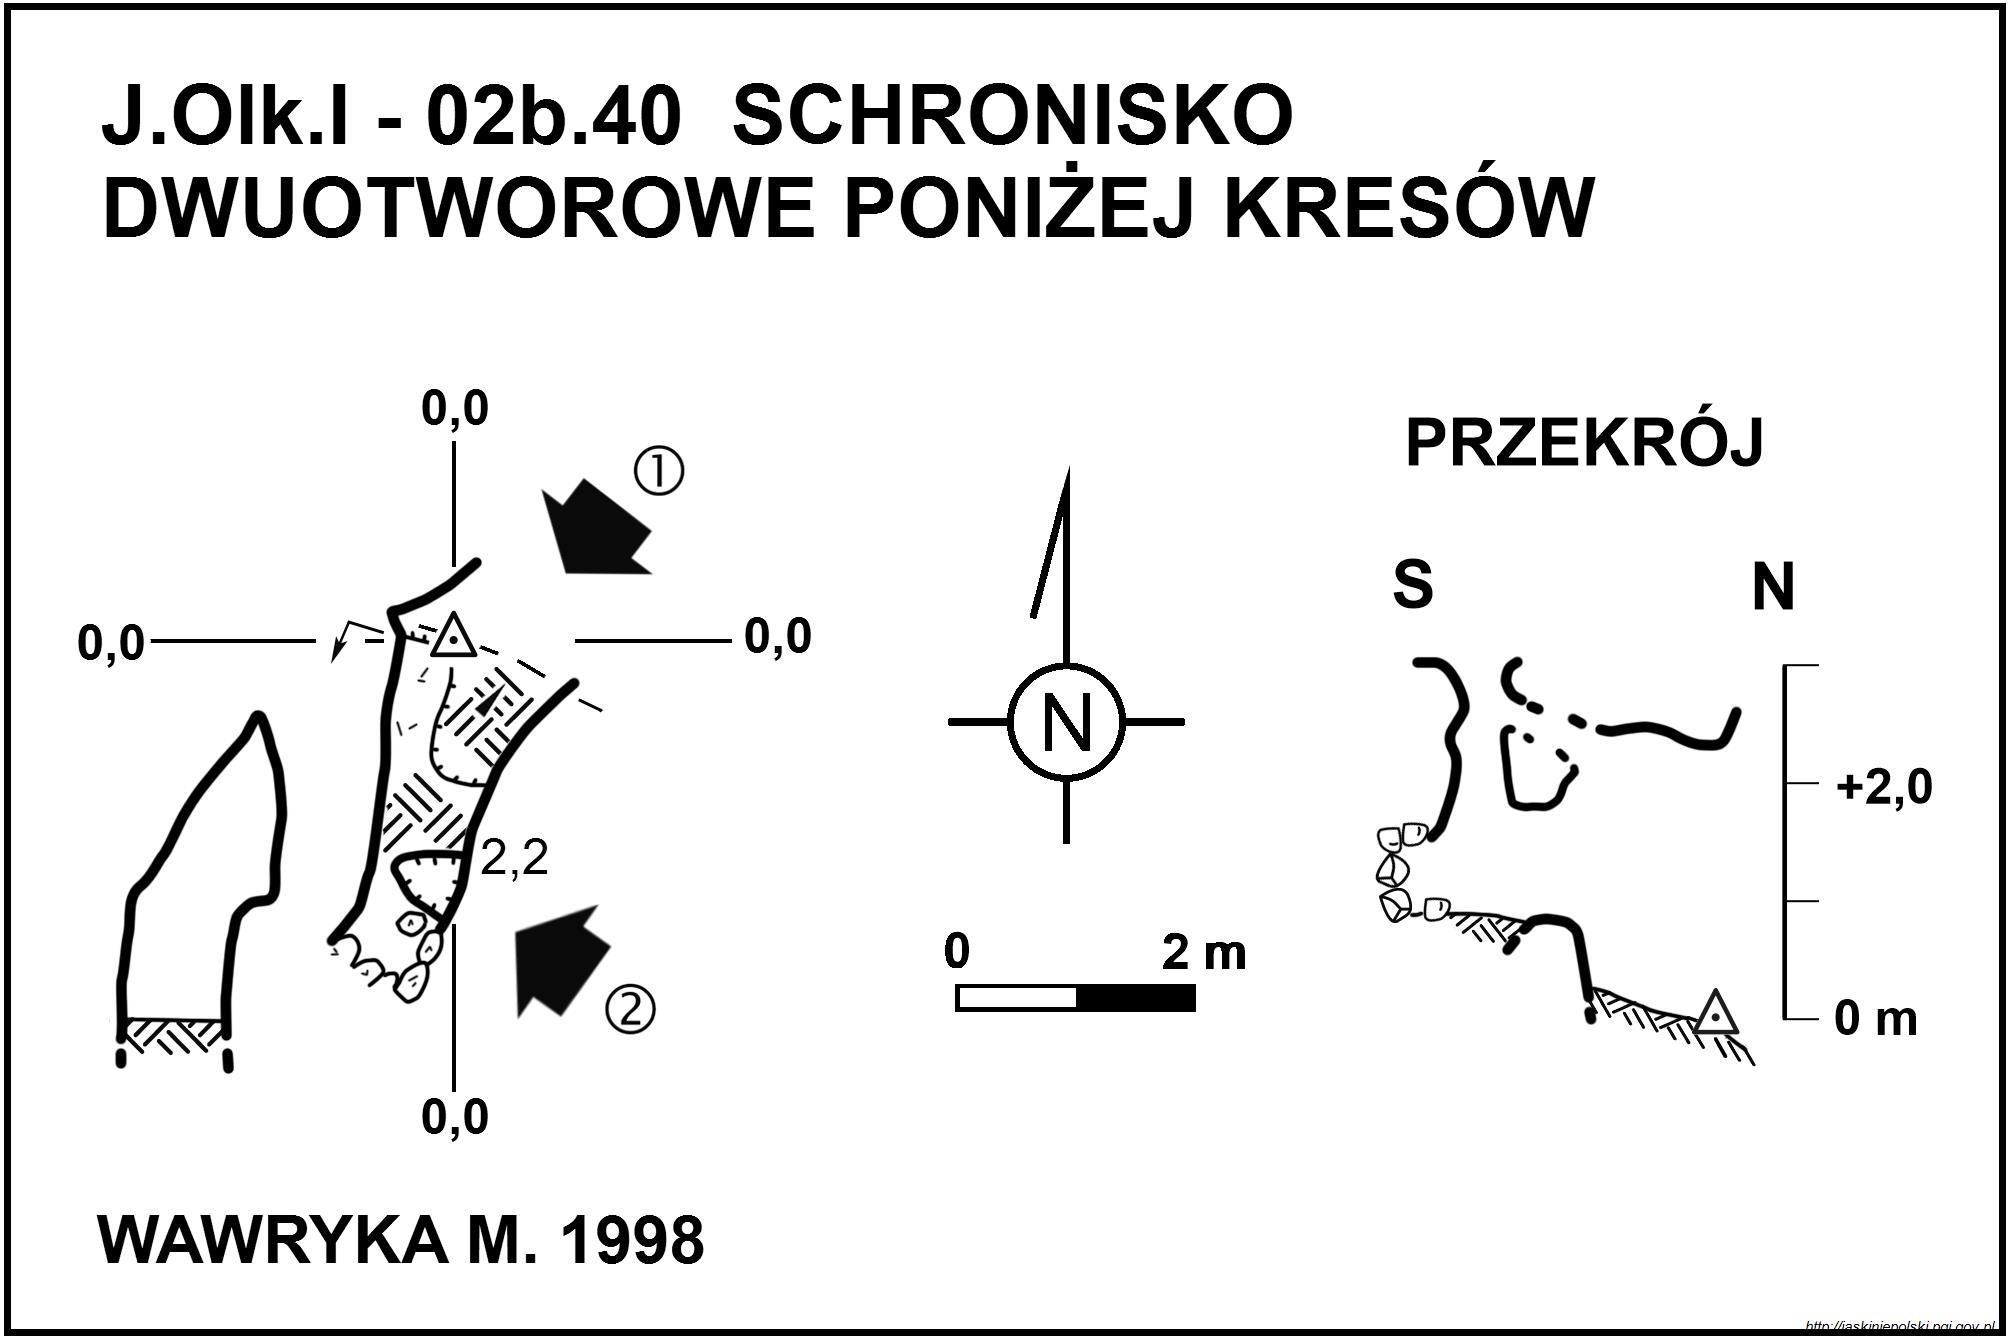 J.Olk.I - 02b.40 SCHRONISKO
DWUOTWOROWE PONIŻEJ KRESÓW
0,0
①
PRZEKRÓJ
S N
0,0
0,0
N
+2,0
2,2
0 2 m
②
0 m
0,0
WAWRYKA M. 1998
http://jaskiniepolski.pgi.gov.pl